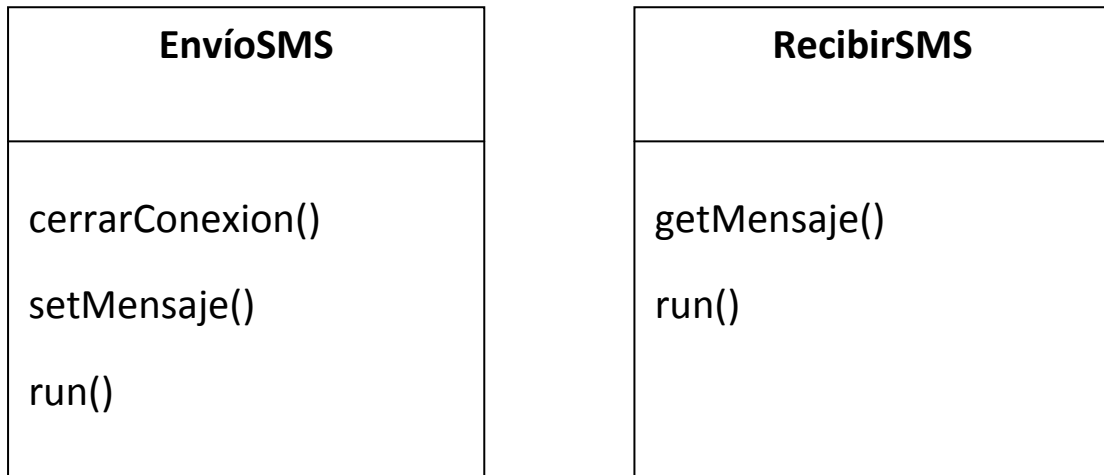 EnvíoSMS
cerrarConexion()
setMensaje()
run()
RecibirSMS
getMensaje()
run()